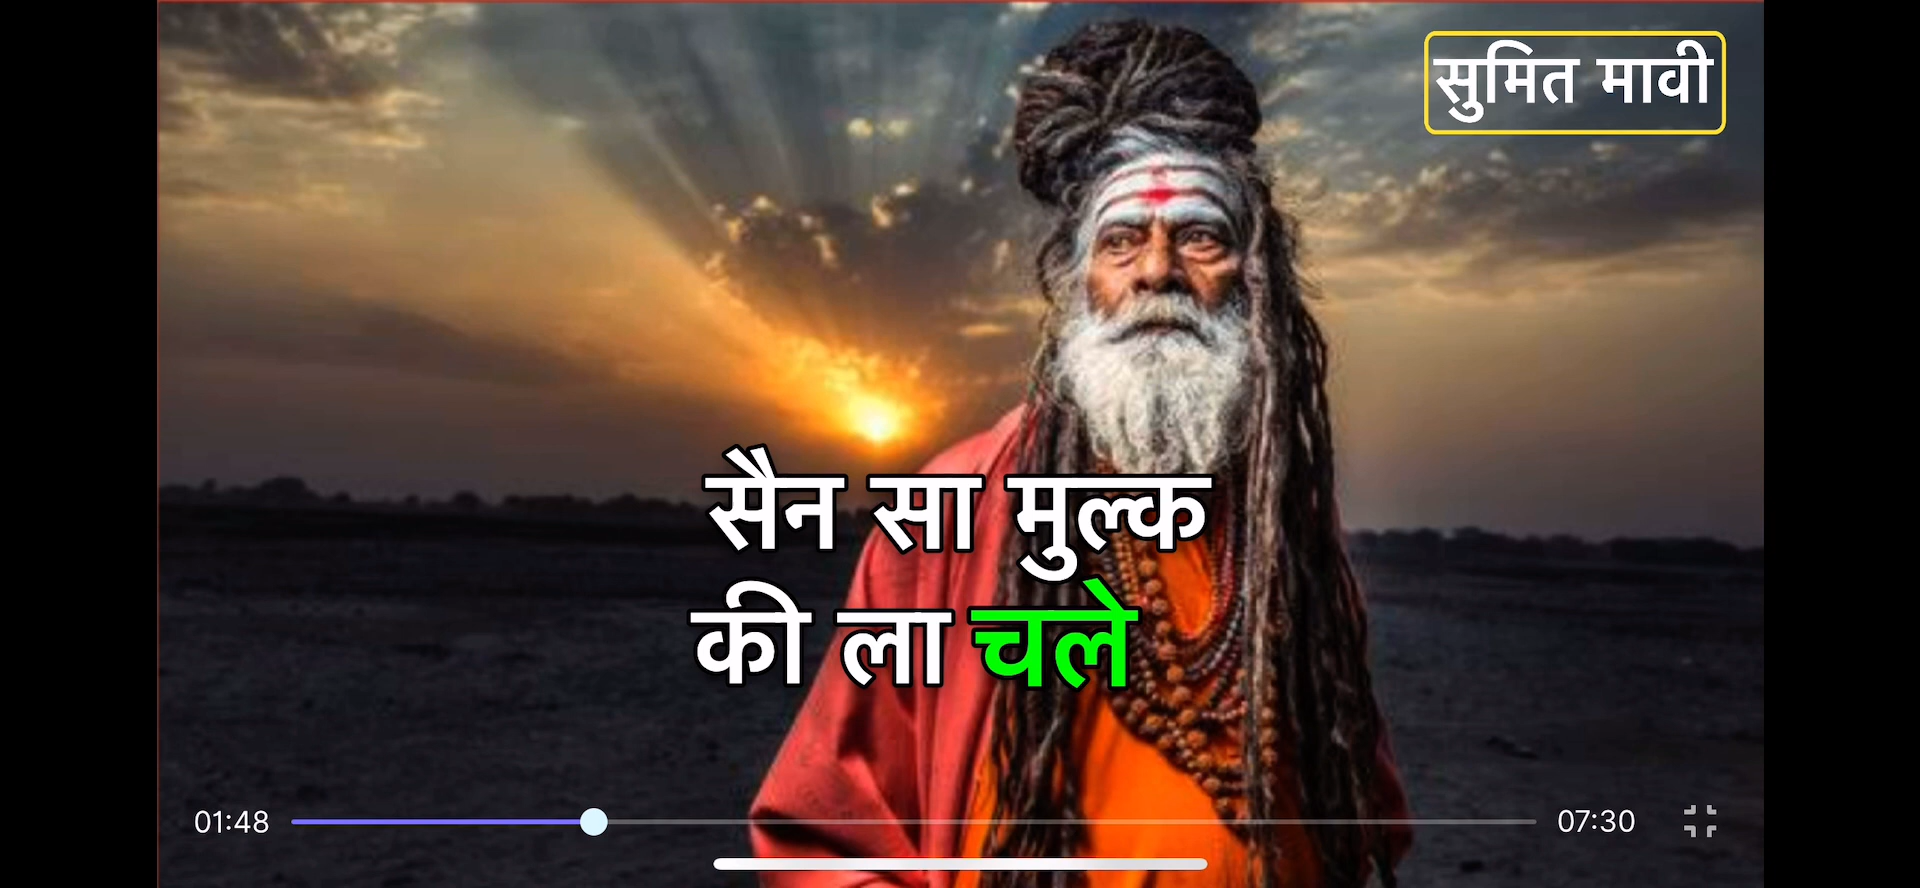 सुमित मावी
सैन सा मुल्क
की ला चले
01:48
07:30